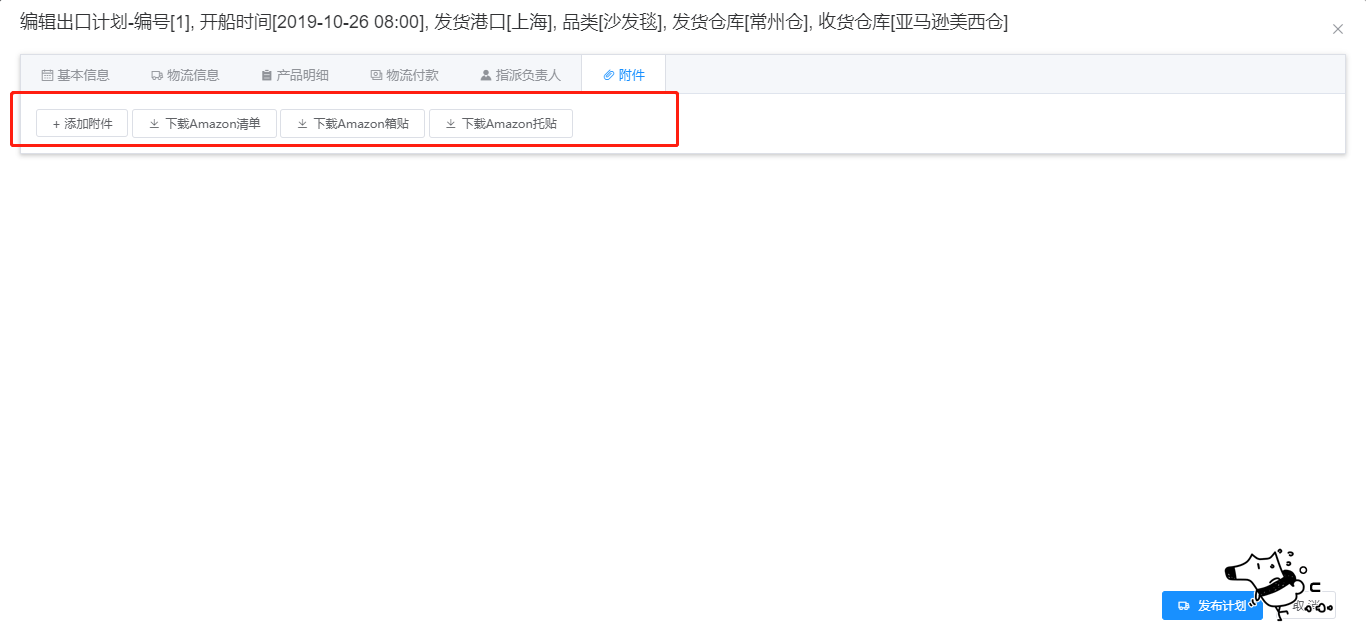 编辑出口计划-编号[1], 开船时间[2019-10-26 08:00], 发货港口[上海], 品类[沙发毯], 发货仓库[常州仓], 收货仓库[亚马逊美西仓]
基本信息 物流信息 产品明细 物流付款 指派负责人 附件
+ 添加附件 下载Amazon清单 下载Amazon箱贴 下载Amazon托贴
发布计划 取消